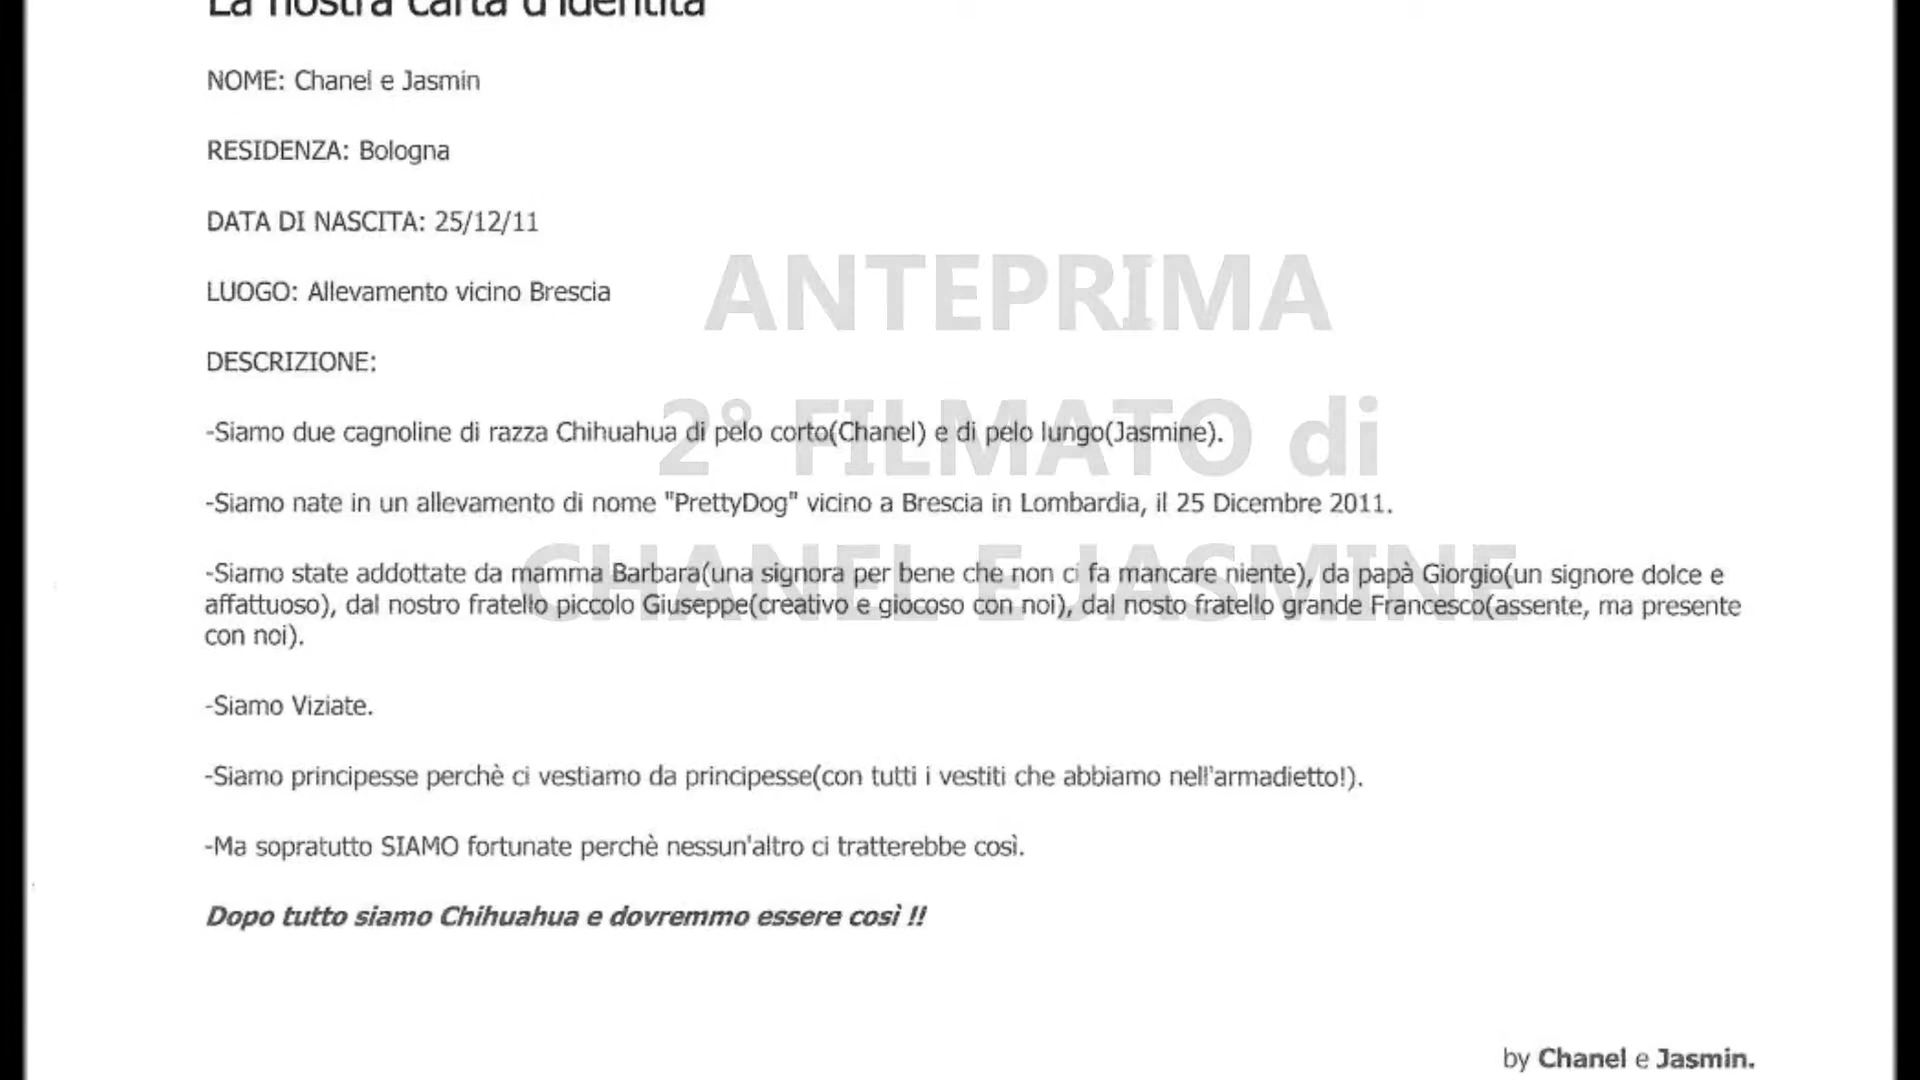 La nostra carta d'identità
NOME: Chanel e Jasmin
RESIDENZA: Bologna
DATA DI NASCITA: 25/12/11
LUOGO: Allevamento vicino Brescia
DESCRIZIONE:
-Siamo due cagnoline di razza Chihuahua di pelo corto(Chanel) e di pelo lungo(Jasmine).
-Siamo nate in un allevamento di nome "PrettyDog" vicino a Brescia in Lombardia, il 25 Dicembre 2011.
-Siamo state addottate da mamma Barbara(una signora per bene che non ci fa mancare niente), da papà Giorgio(un signore dolce e
affattuoso), dal nostro fratello piccolo Giuseppe(creativo e giocoso con noi), dal nosto fratello grande Francesco(assente, ma presente
con noi).
-Siamo Viziate.
-Siamo principesse perchè ci vestiamo da principesse(con tutti i vestiti che abbiamo nell'armadietto!).
-Ma sopratutto SIAMO fortunate perchè nessun'altro ci tratterebbe così.
Dopo tutto siamo Chihuahua e dovremmo essere così !!
by Chanel e Jasmin.
ANTEPRIMA
2° FILMATO di
CHANEL E JASMINE